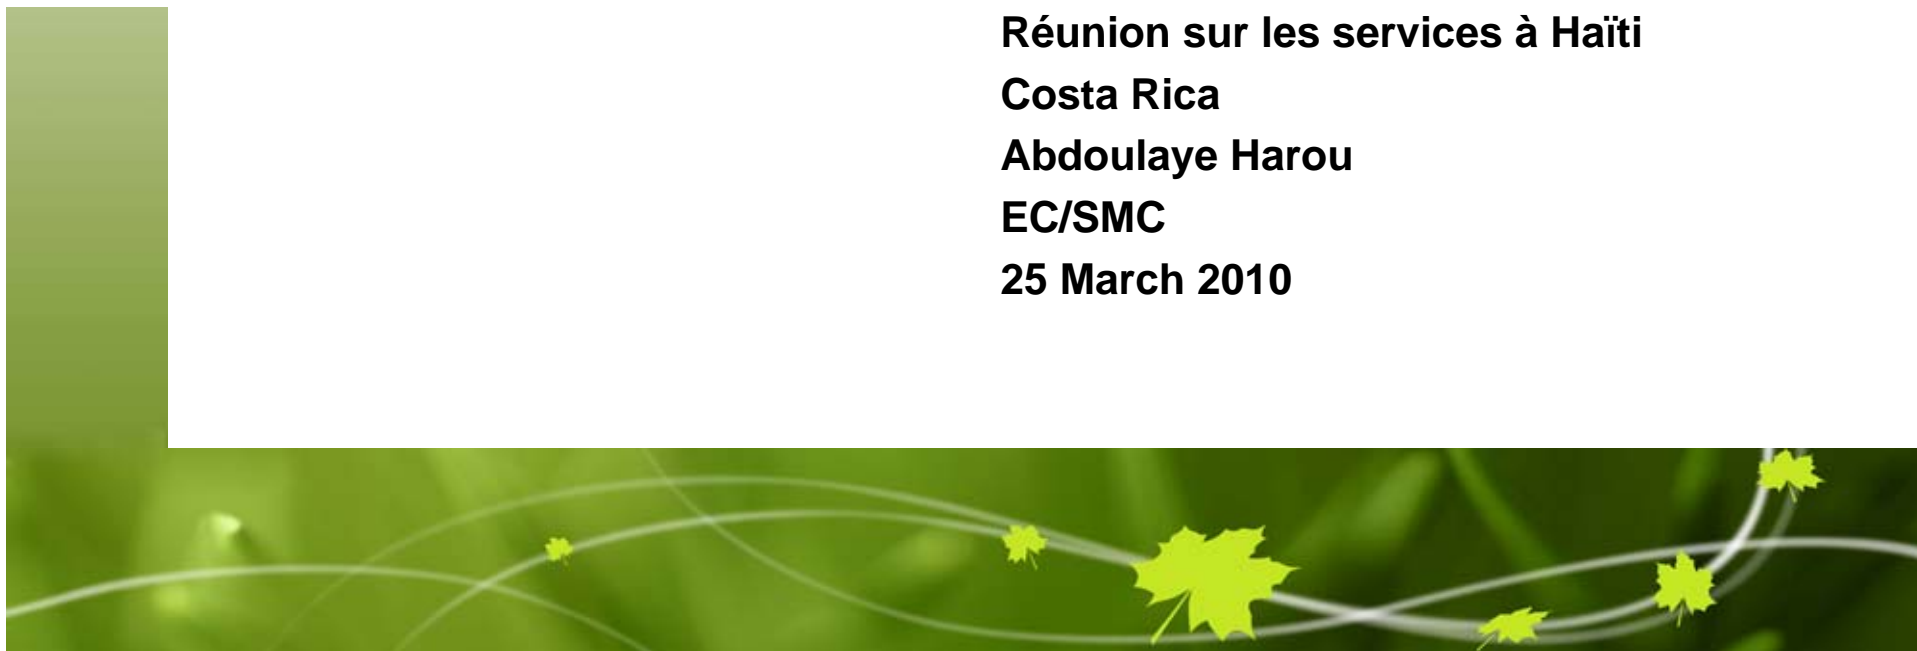 Réunion sur les services à Haïti
Costa Rica
Abdoulaye Harou
EC/SMC
25 March 2010